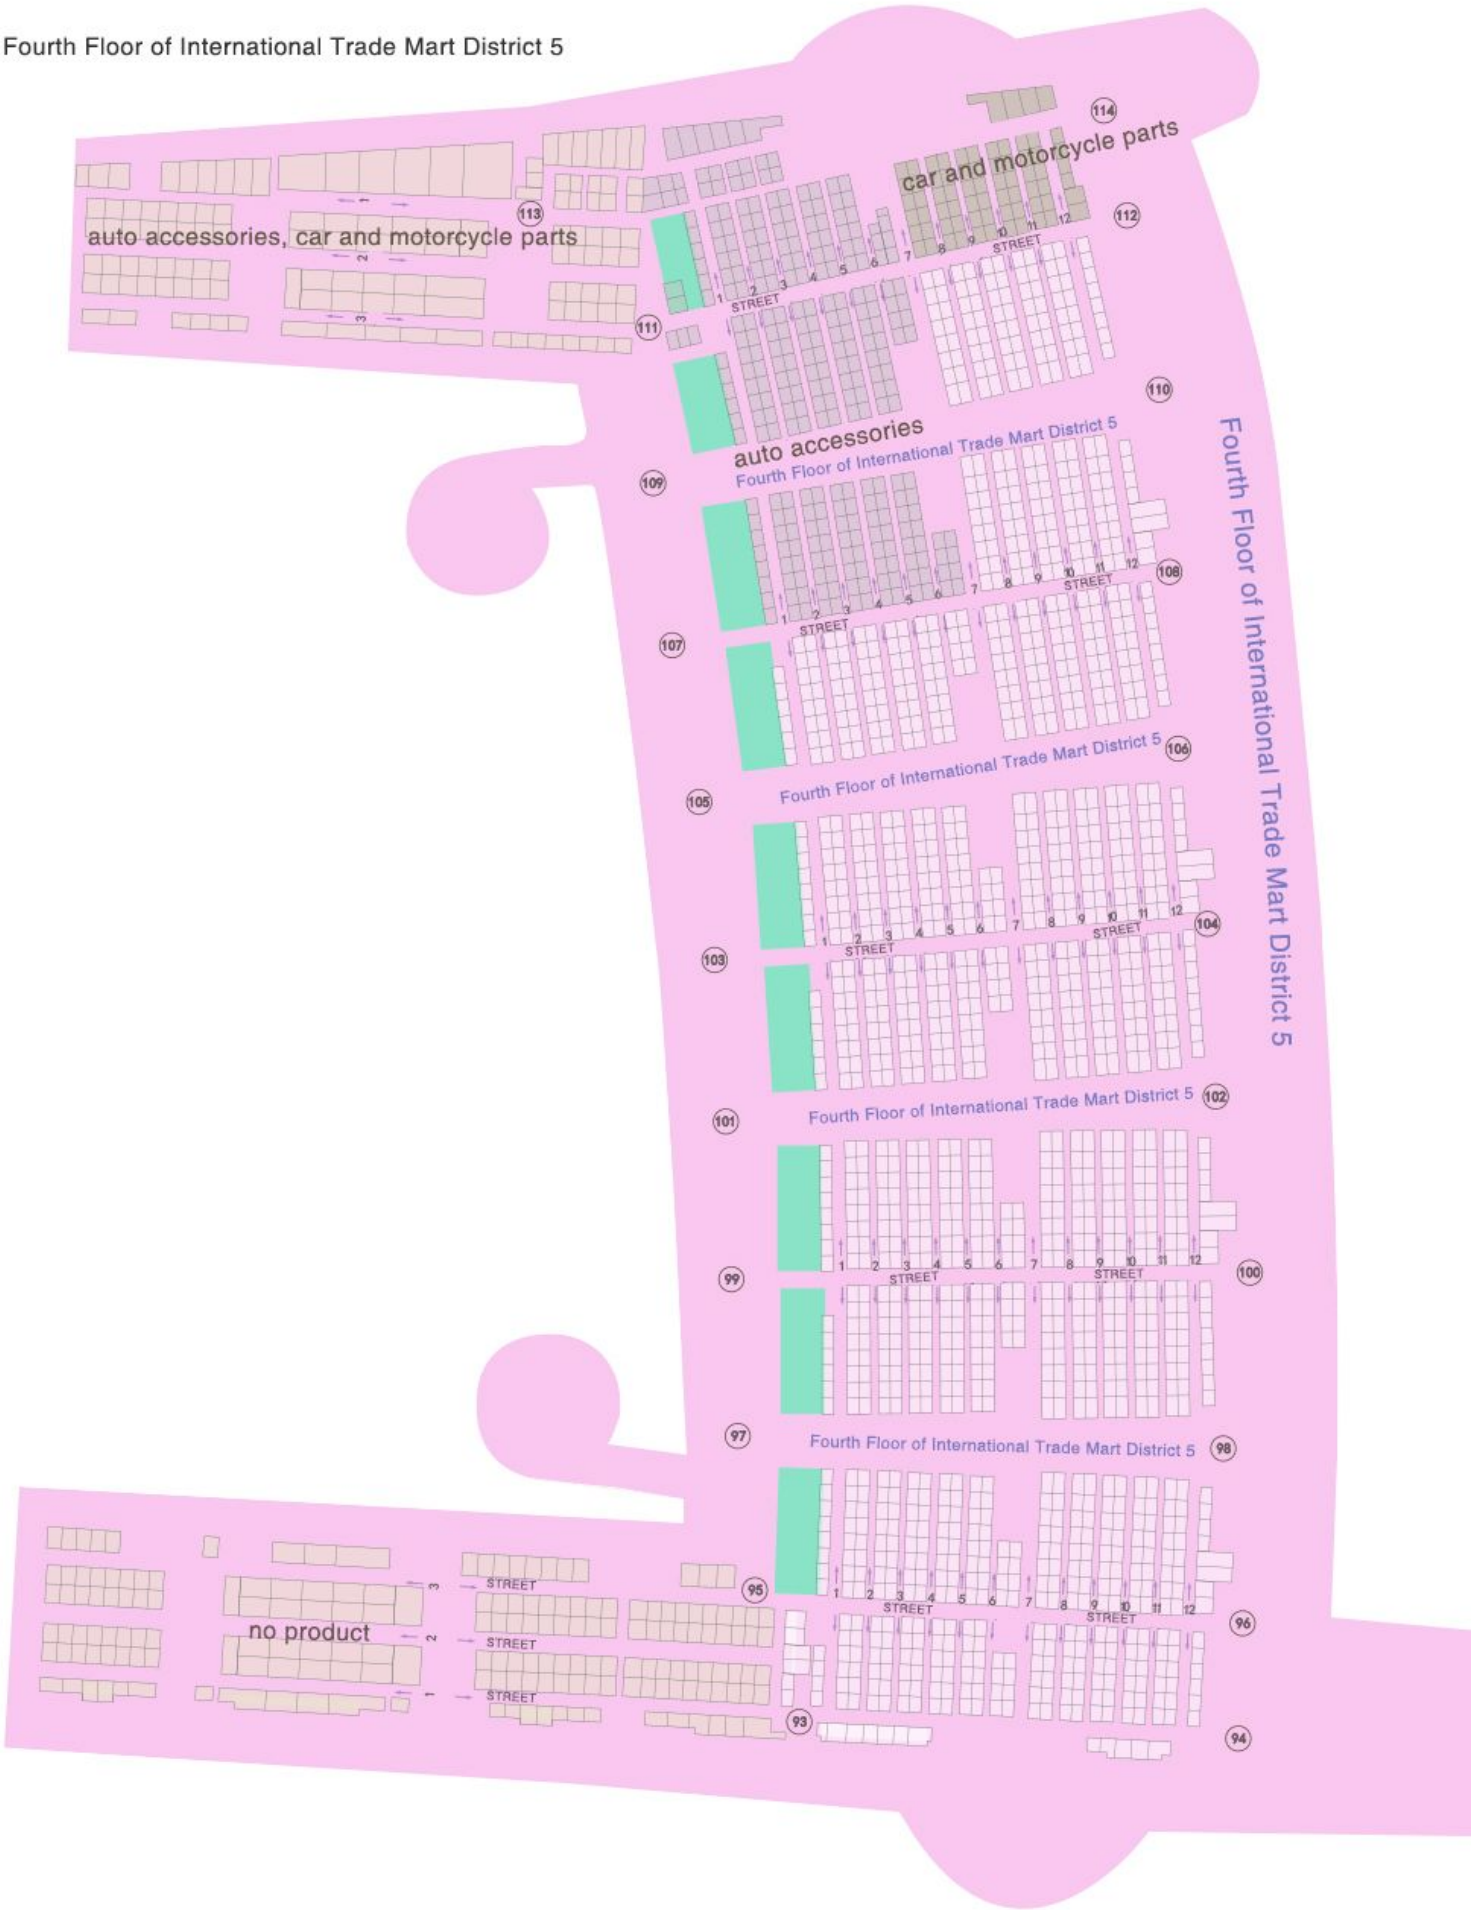 Fourth Floor of International Trade Mart District 5
114
car and motorcycle parts
113
112
1
auto accessories, car and motorcycle parts
2
3
111
1 2 3 4 5 6 7 8 9 10 11 12
STREET
STREET
110
auto accessories
Fourth Floor of International Trade Mart District 5
109
Fourth Floor of International Trade Mart District 5
1 2 3 4 5 6 7 8 9 10 11 12
STREET
STREET
108
107
106
Fourth Floor of International Trade Mart District 5
105
1 2 3 4 5 6 7 8 9 10 11 12
STREET
STREET
104
103
102
Fourth Floor of International Trade Mart District 5
101
1 2 3 4 5 6 7 8 9 10 11 12
STREET
STREET
100
99
97
Fourth Floor of International Trade Mart District 5
98
95
3
STREET
1 2 3 4 5 6 7 8 9 10 11 12
STREET
STREET
96
no product
2
STREET
1
STREET
93
94